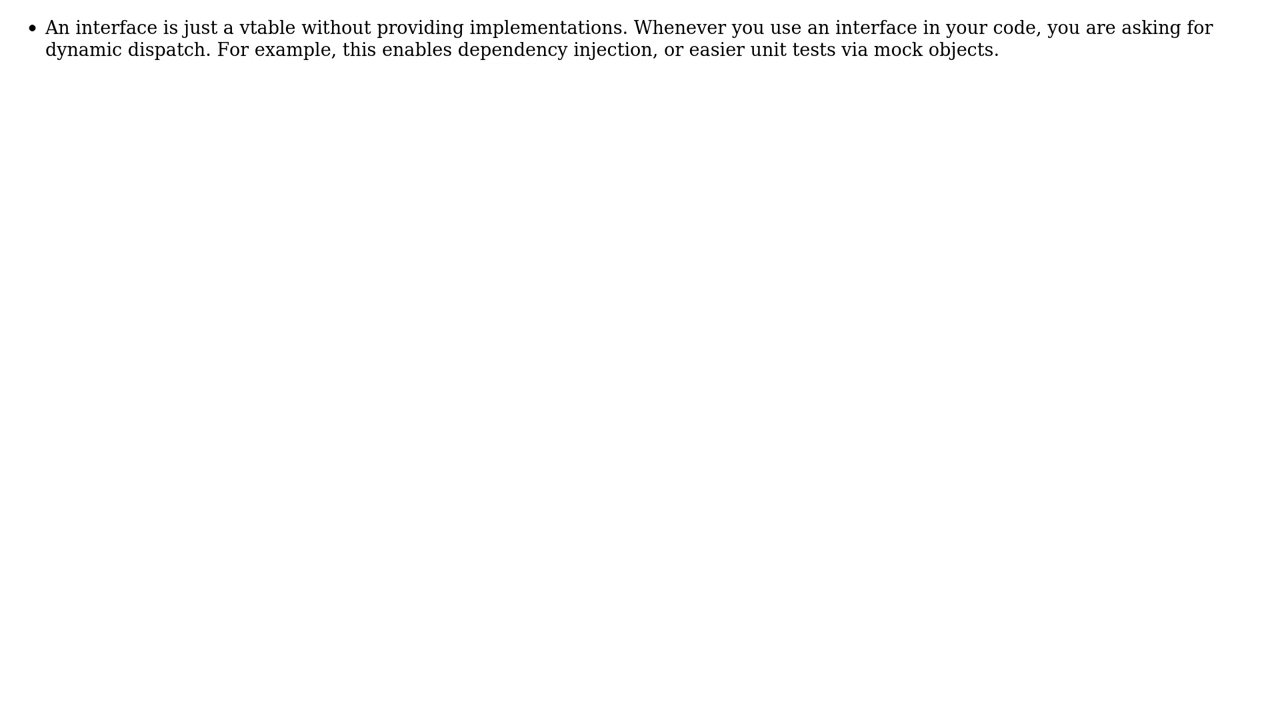 • An interface is just a vtable without providing implementations. Whenever you use an interface in your code, you are asking for
dynamic dispatch. For example, this enables dependency injection, or easier unit tests via mock objects.